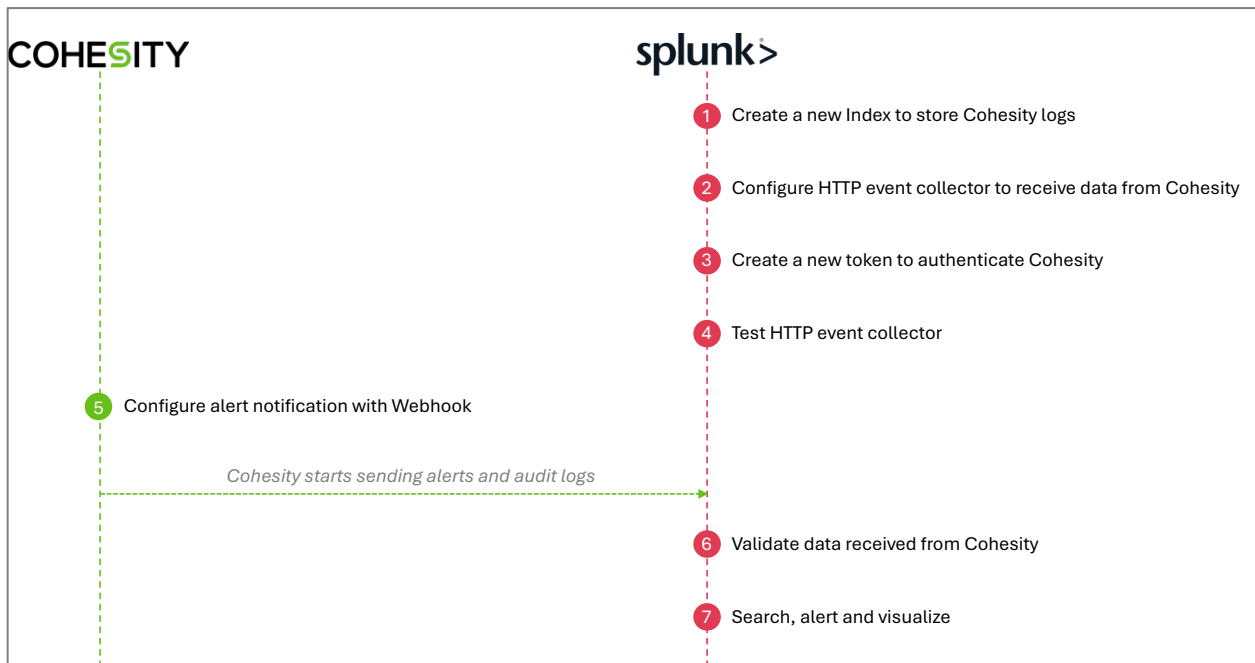 COHESITY
splunk>
1 Create a new Index to store Cohesity logs
2 Configure HTTP event collector to receive data from Cohesity
3 Create a new token to authenticate Cohesity
4 Test HTTP event collector
5 Configure alert notification with Webhook
Cohesity starts sending alerts and audit logs
6 Validate data received from Cohesity
7 Search, alert and visualize